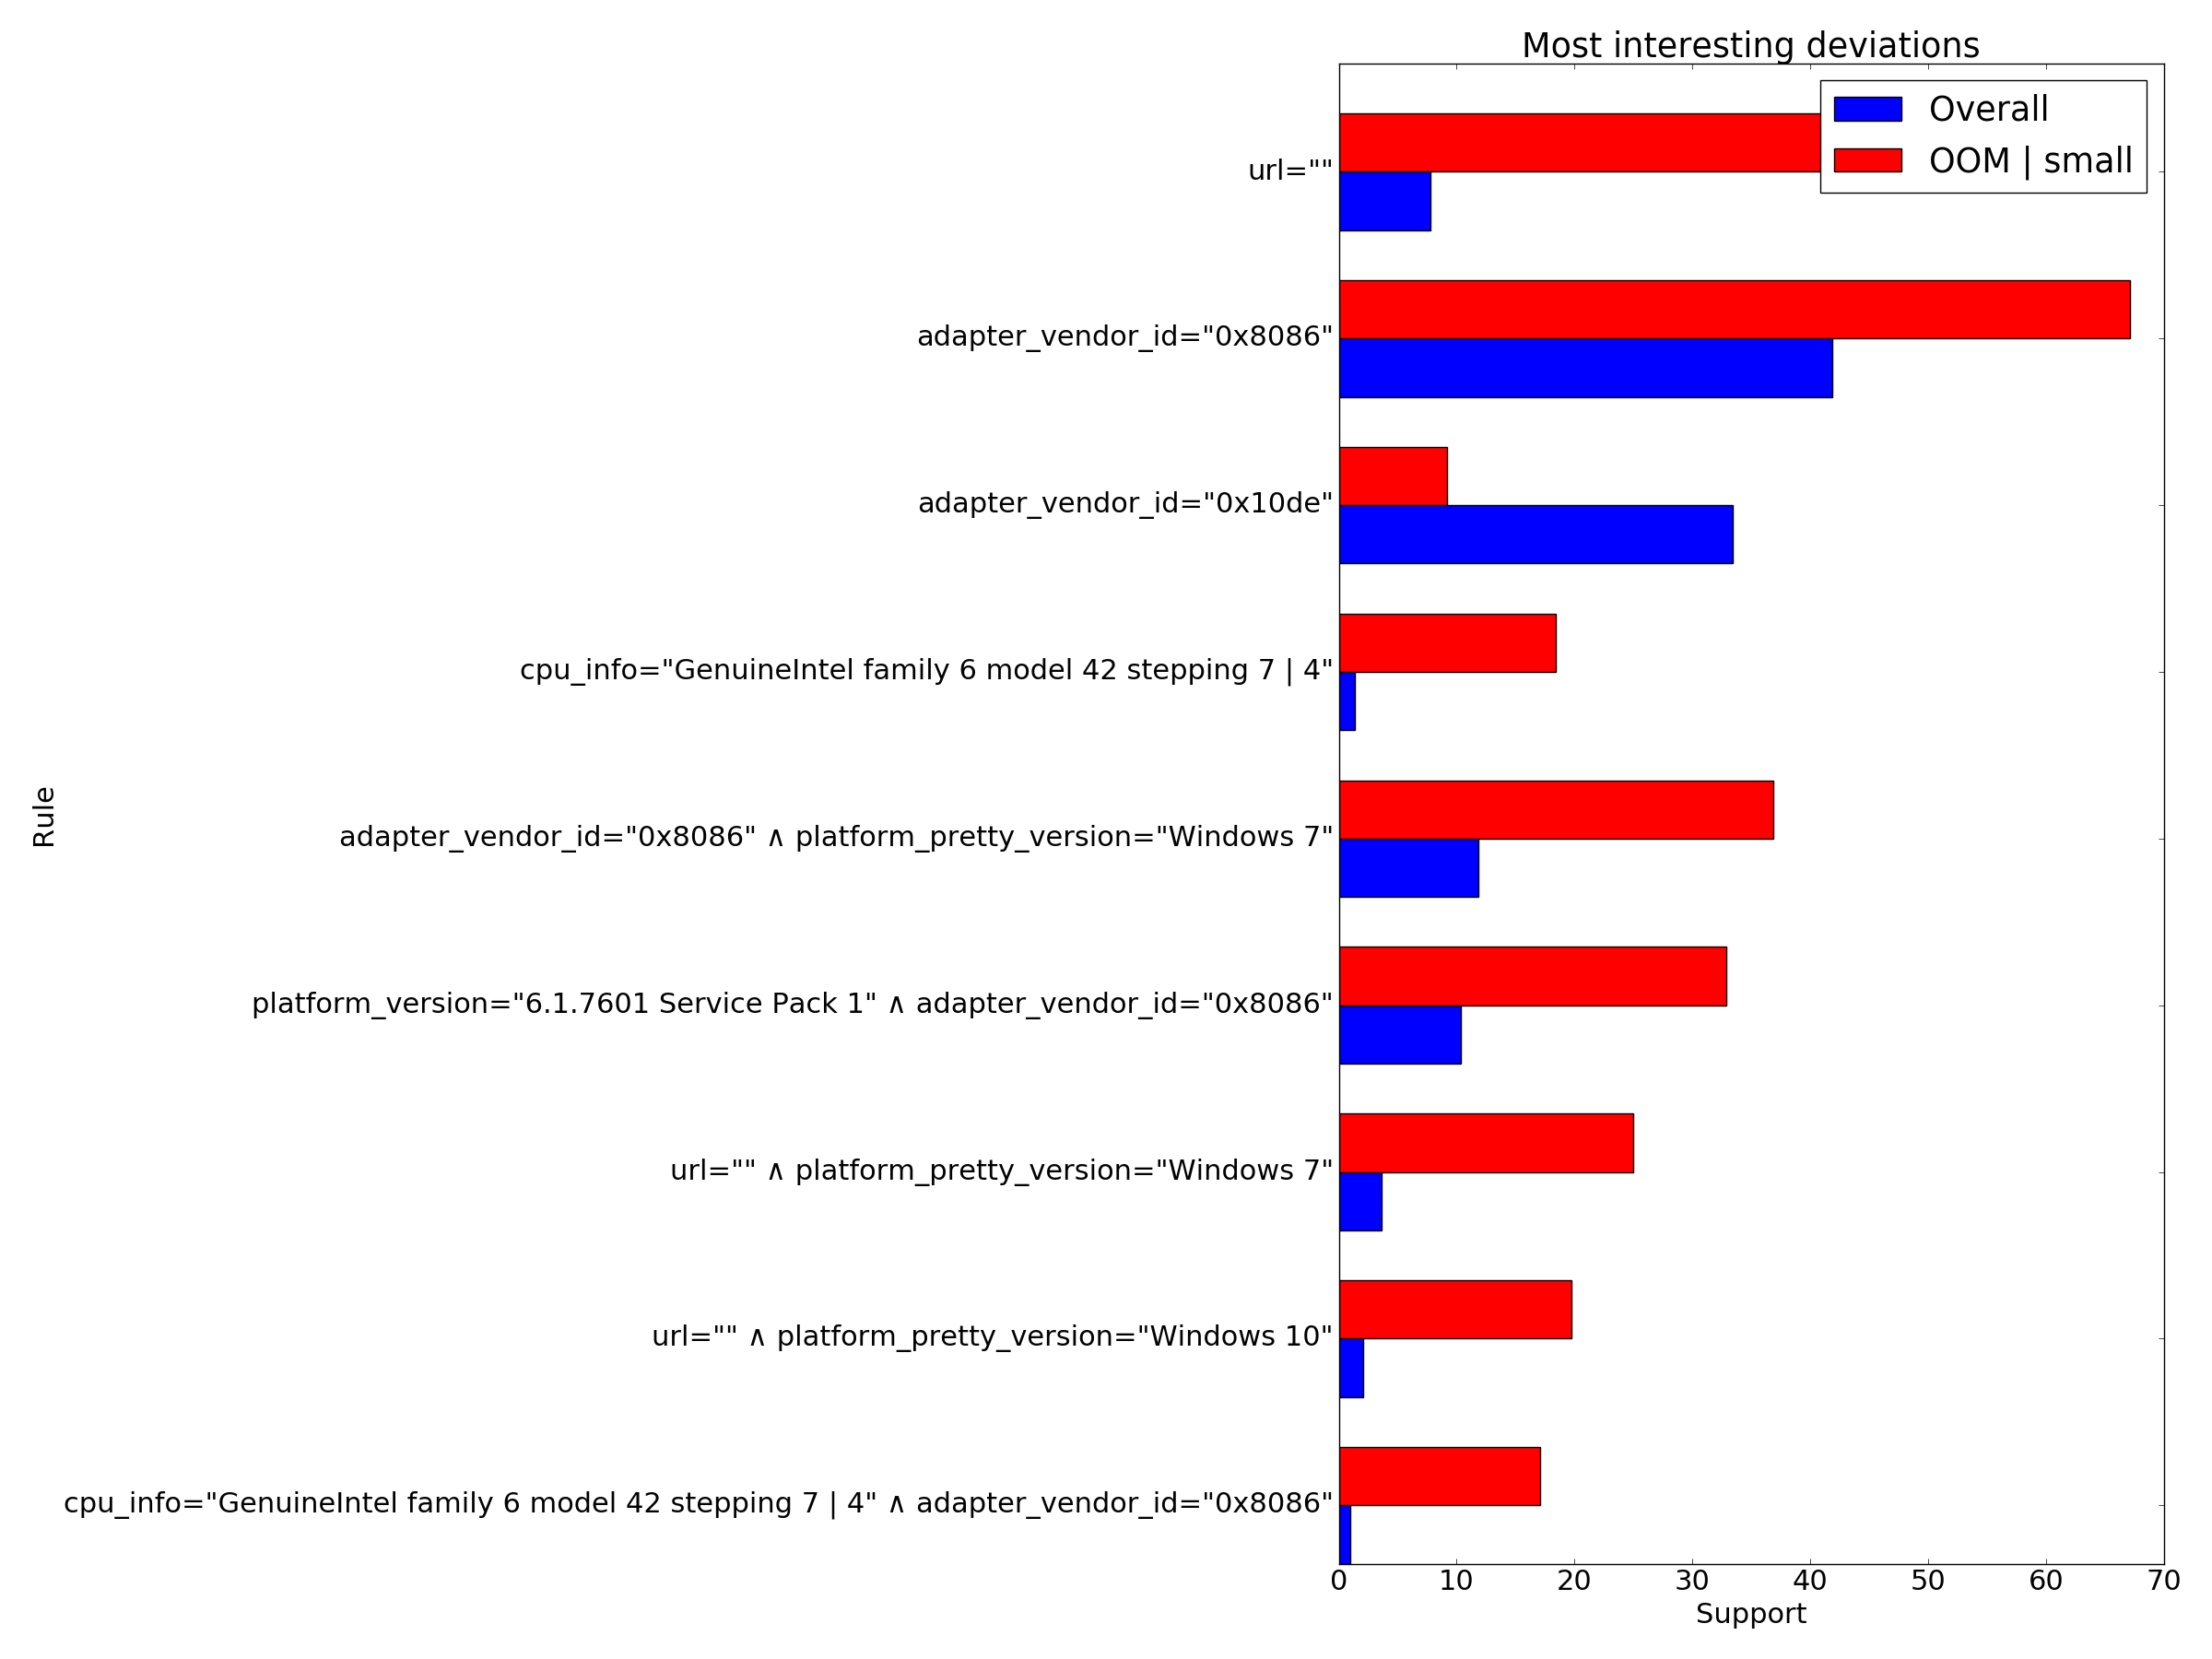 Most interesting deviations
Overall
OOM | small
url=""
adapter_vendor_id="0x8086"
adapter_vendor_id="0x10de"
cpu_info="GenuineIntel family 6 model 42 stepping 7 | 4"
Rule
adapter_vendor_id="0x8086" ∧ platform_pretty_version="Windows 7"
platform_version="6.1.7601 Service Pack 1" ∧ adapter_vendor_id="0x8086"
url="" ∧ platform_pretty_version="Windows 7"
url="" ∧ platform_pretty_version="Windows 10"
cpu_info="GenuineIntel family 6 model 42 stepping 7 | 4" ∧ adapter_vendor_id="0x8086"
0 10 20 30 40 50 60 70
Support